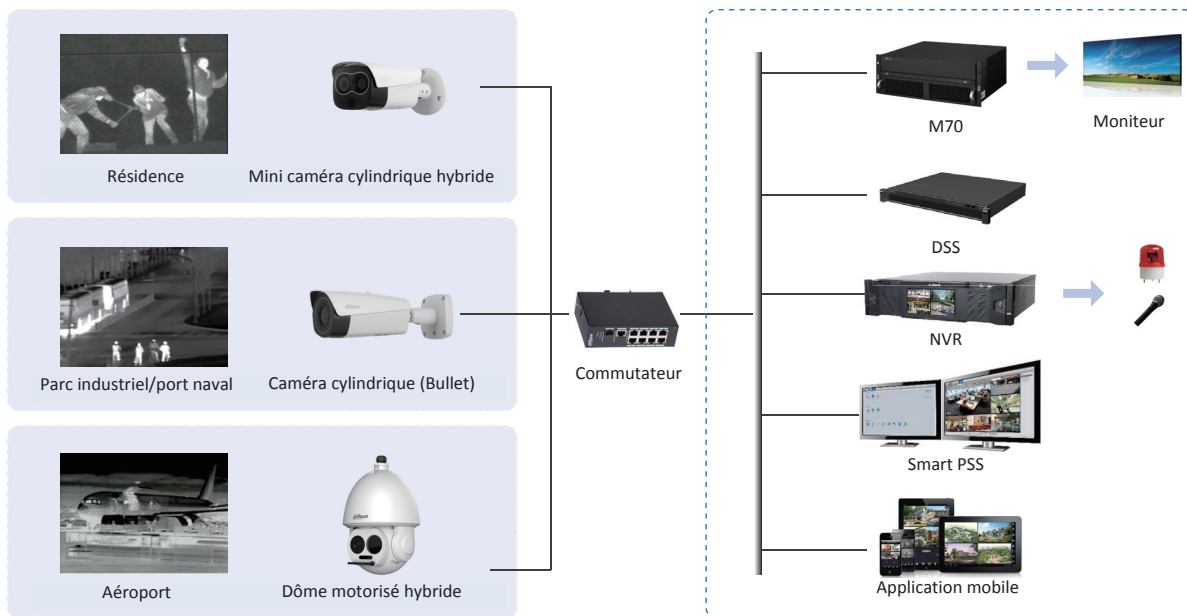 Résidence
Mini caméra cylindrique hybride
Parc industriel/port naval
Caméra cylindrique (Bullet)
Aéroport
Dôme motorisé hybride
Commutateur
M70
Moniteur
DSS
NVR
Smart PSS
Application mobile